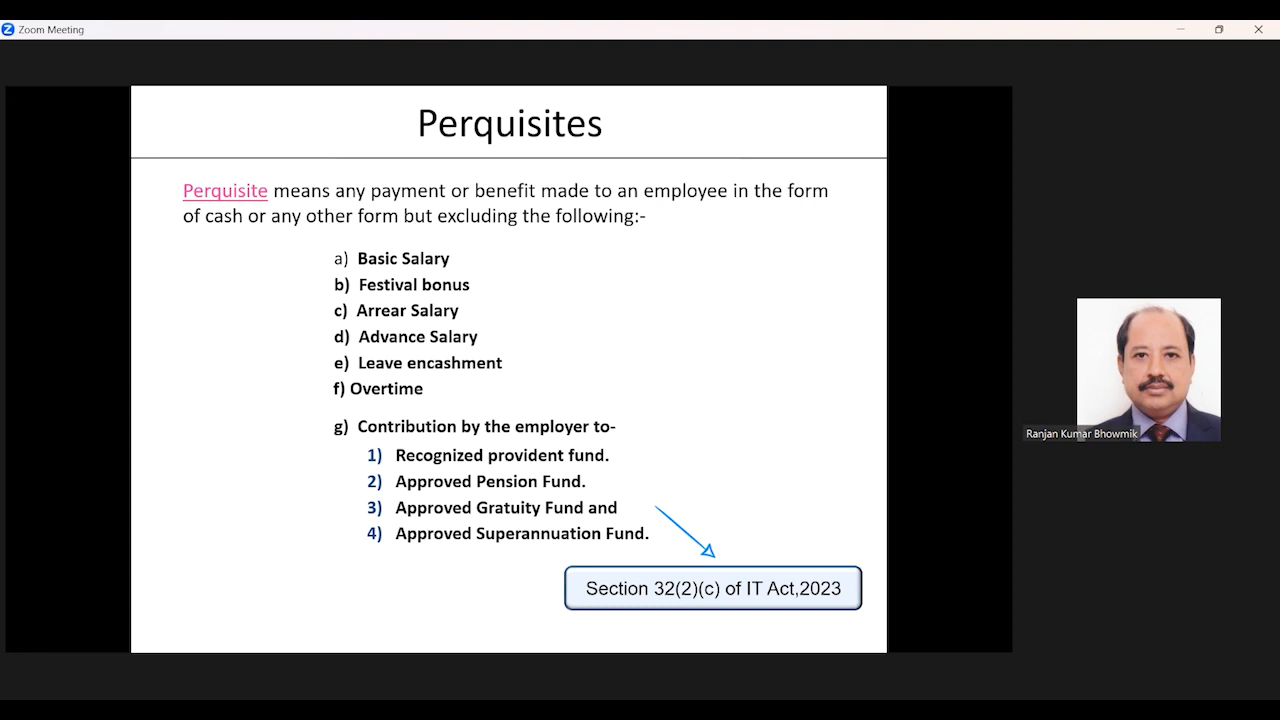 Zoom Meeting
Perquisites
Perquisite means any payment or benefit made to an employee in the form
of cash or any other form but excluding the following:-
a) Basic Salary
b) Festival bonus
c) Arrear Salary
d) Advance Salary
e) Leave encashment
f) Overtime
g) Contribution by the employer to-
1) Recognized provident fund.
2) Approved Pension Fund.
3) Approved Gratuity Fund and
4) Approved Superannuation Fund.
Section 32(2)(c) of IT Act,2023
Ranjan Kumar Bhowmik